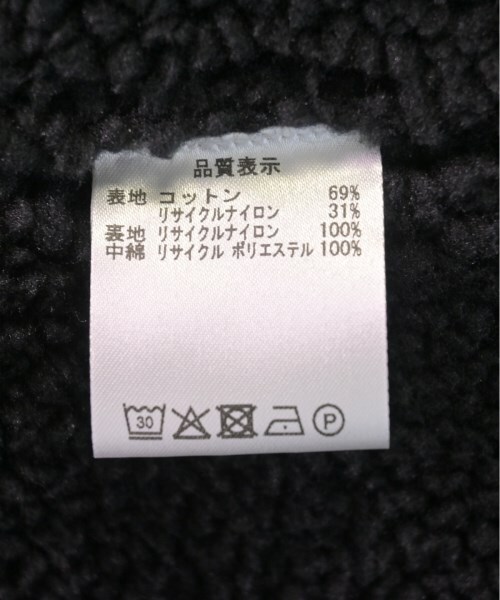 品質表示
表地 コットン 69%
リサイクルナイロン 31%
裏地 リサイクルナイロン 100%
中綿 リサイクル ポリエステル 100%
30 P